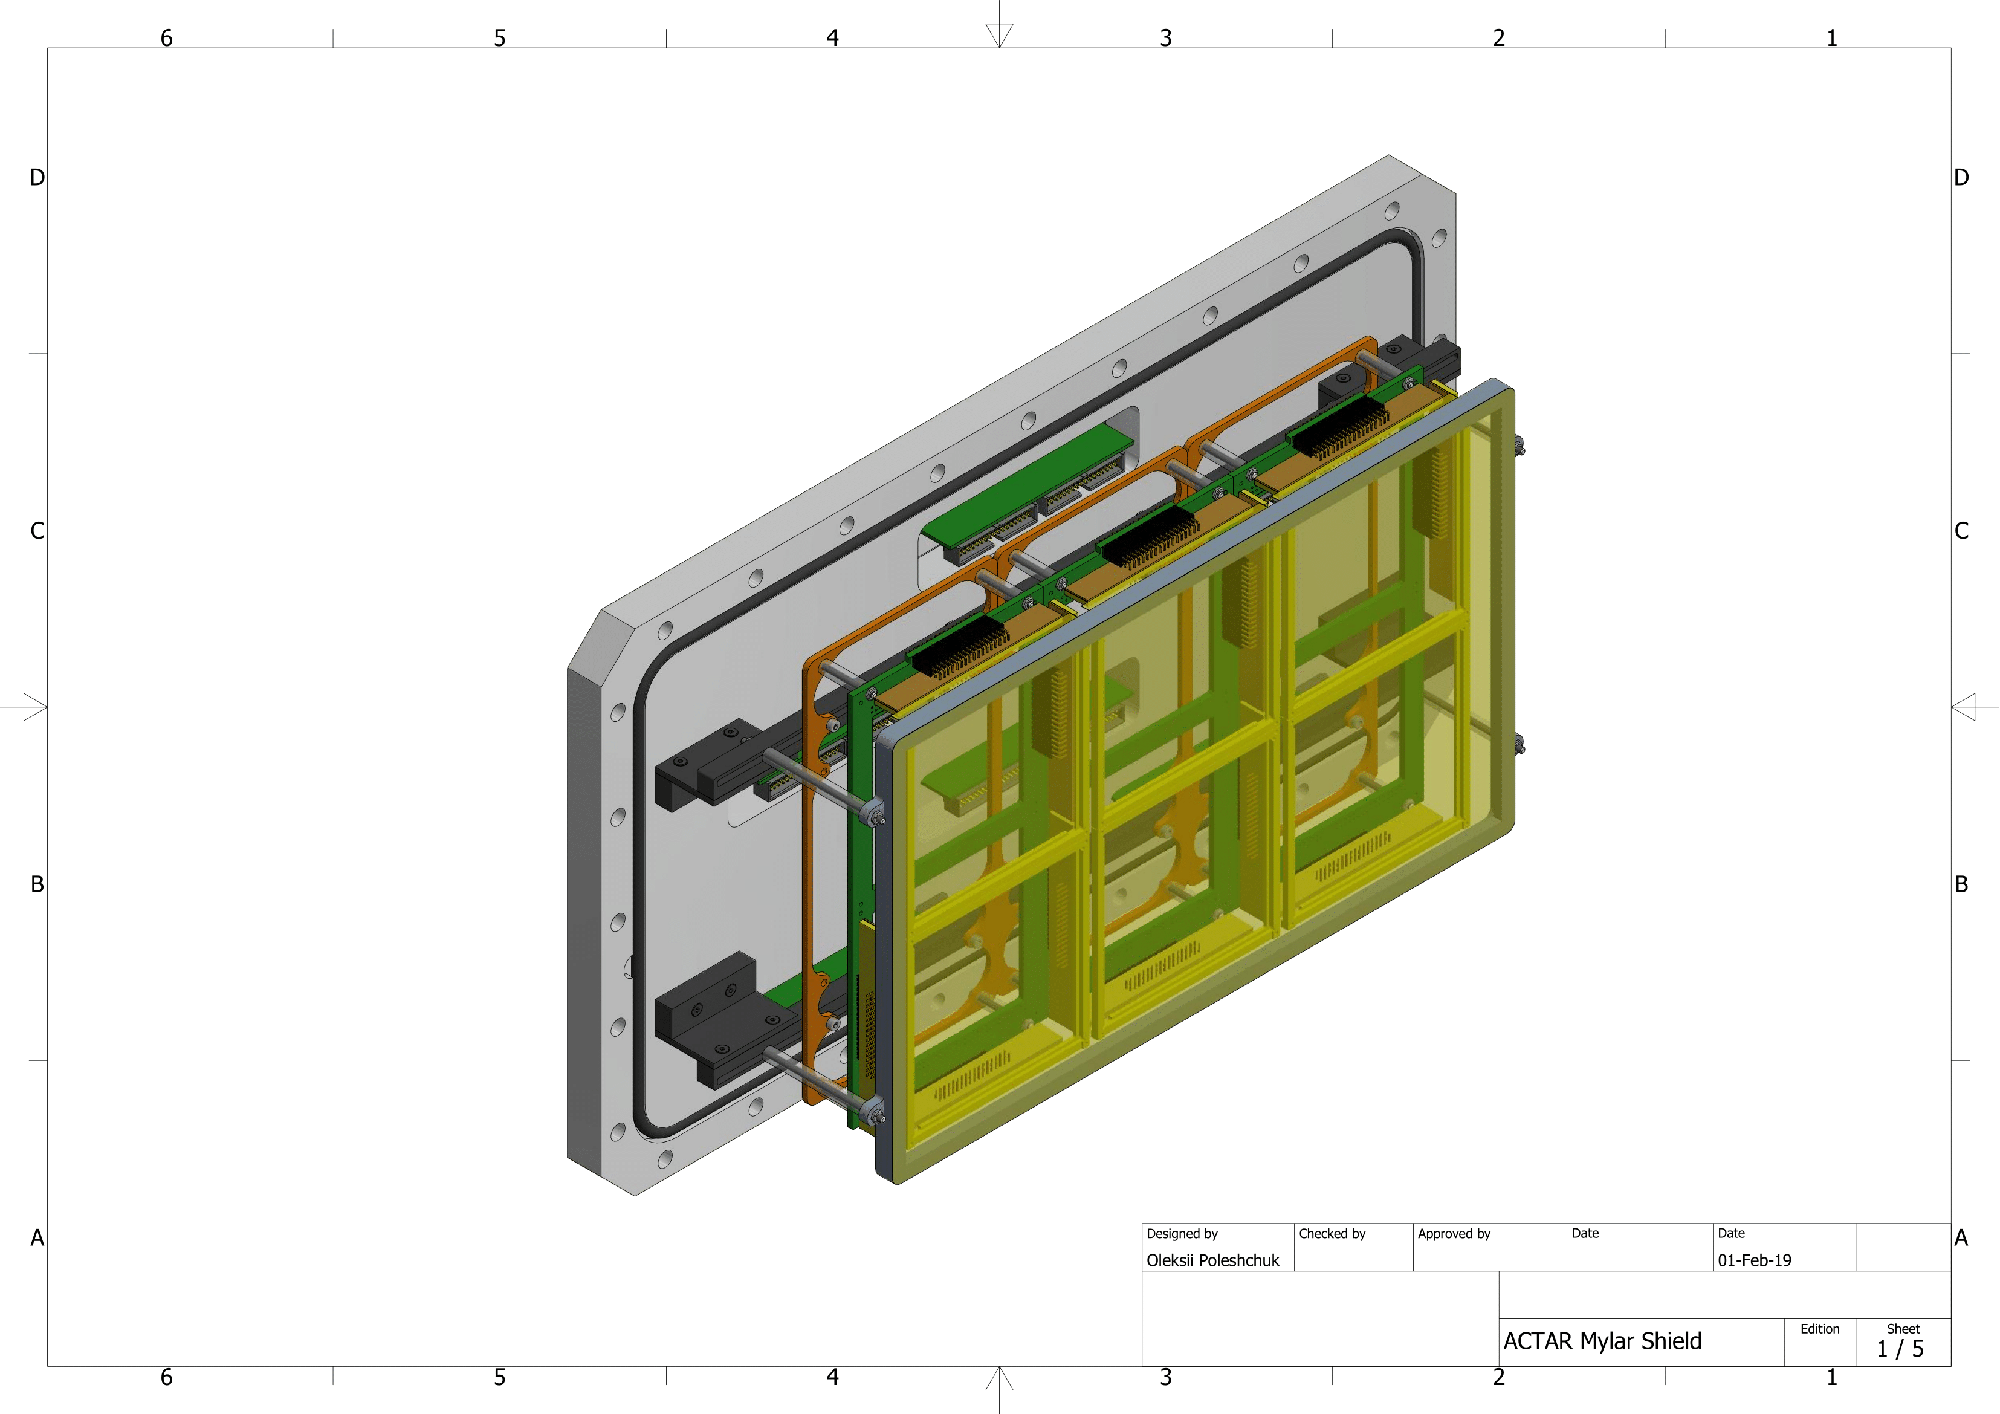 6 5 4 3 2 1
D D
C C
B B
A A
Designed by Checked by Approved by Date Date
Oleksii Poleshchuk 01-Feb-19
Edition Sheet
ACTAR Mylar Shield 1 / 5
6 5 4 3 2 1